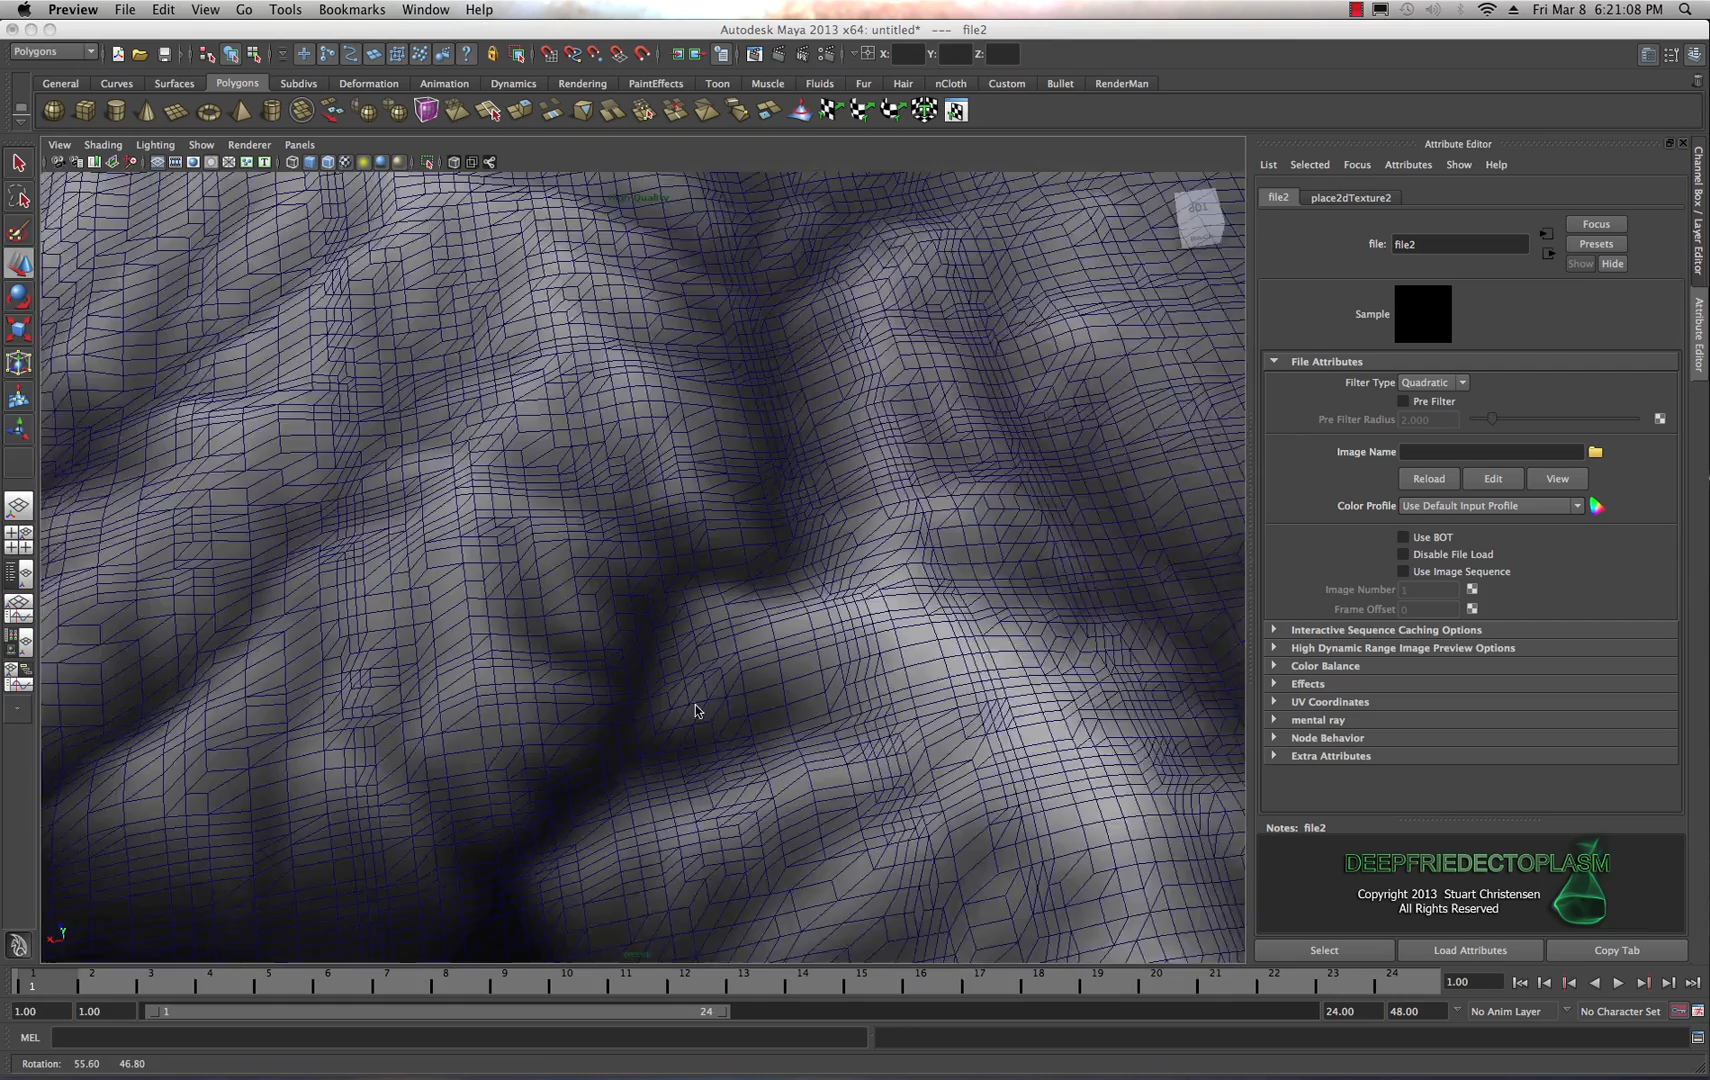 Preview File Edit View Go Tools Bookmarks Window Help Fri Mar 8 6:21:08 PM
Autodesk Maya 2013 x64: untitled* --- file2
Polygons X: Y: Z:
General Curves Surfaces Polygons Subdivs Deformation Animation Dynamics Rendering PaintEffects Toon Muscle Fluids Fur Hair nCloth Custom Bullet RenderMan
View Shading Lighting Show Renderer Panels
TOP
Attribute Editor
List Selected Focus Attributes Show Help
file2 place2dTexture2
file: file2
Focus
Presets
Show Hide
Sample
File Attributes
Filter Type Quadratic
Pre Filter
Pre Filter Radius 2.000
Image Name
Reload Edit View
Color Profile Use Default Input Profile
Use BOT
Disable File Load
Use Image Sequence
Image Number 1
Frame Offset 0
Interactive Sequence Caching Options
High Dynamic Range Image Preview Options
Color Balance
Effects
UV Coordinates
mental ray
Node Behavior
Extra Attributes
Notes: file2
DEEPFRIEDECTOPLASM
Copyright 2013 Stuart Christensen
All Rights Reserved
Select Load Attributes Copy Tab
Channel Box / Layer Editor
Attribute Editor
1 2 3 4 5 6 7 8 9 10 11 12 13 14 15 16 17 18 19 20 21 22 23 24
1 1.00
1.00 1.00 1 24 24.00 48.00 No Anim Layer No Character Set
MEL
Rotation: 55.60 46.80